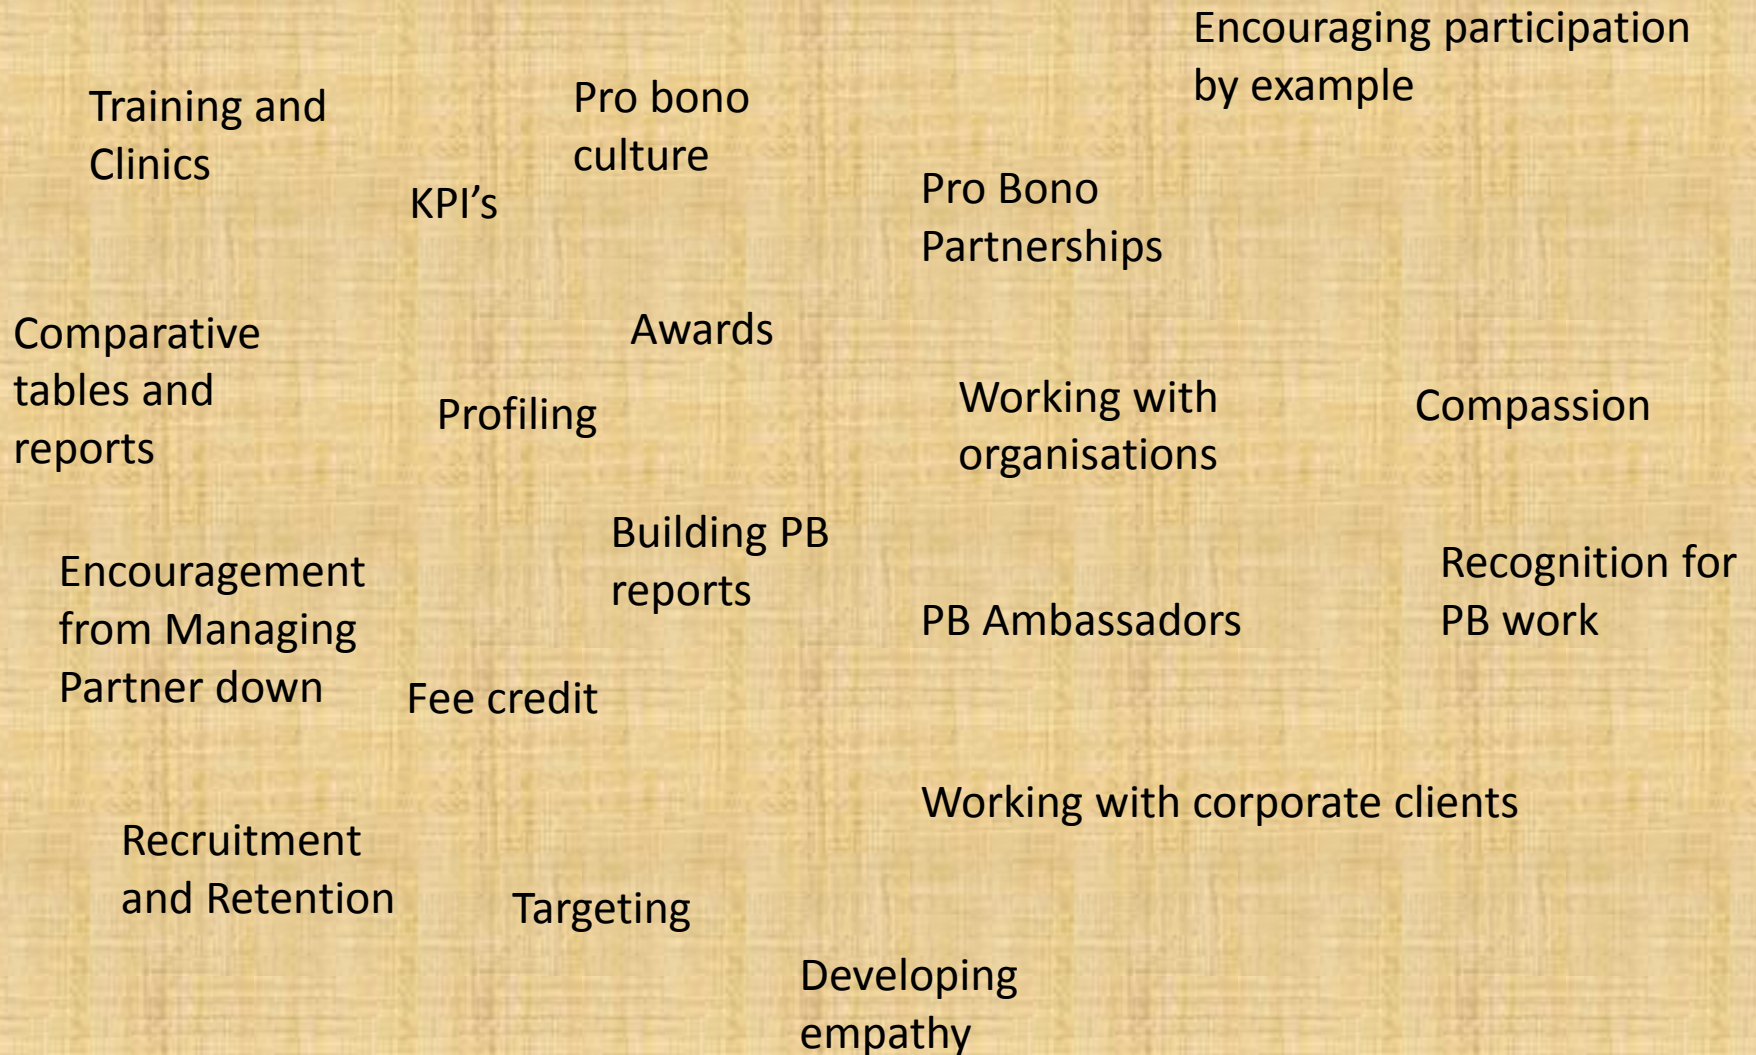 Encouraging participation
by example
Training and
Clinics
Pro bono
culture
KPI’s
Pro Bono
Partnerships
Comparative
tables and
reports
Awards
Profiling
Working with
organisations
Compassion
Building PB
reports
Encouragement
from Managing
Partner down
PB Ambassadors
Recognition for
PB work
Fee credit
Working with corporate clients
Recruitment
and Retention
Targeting
Developing
empathy